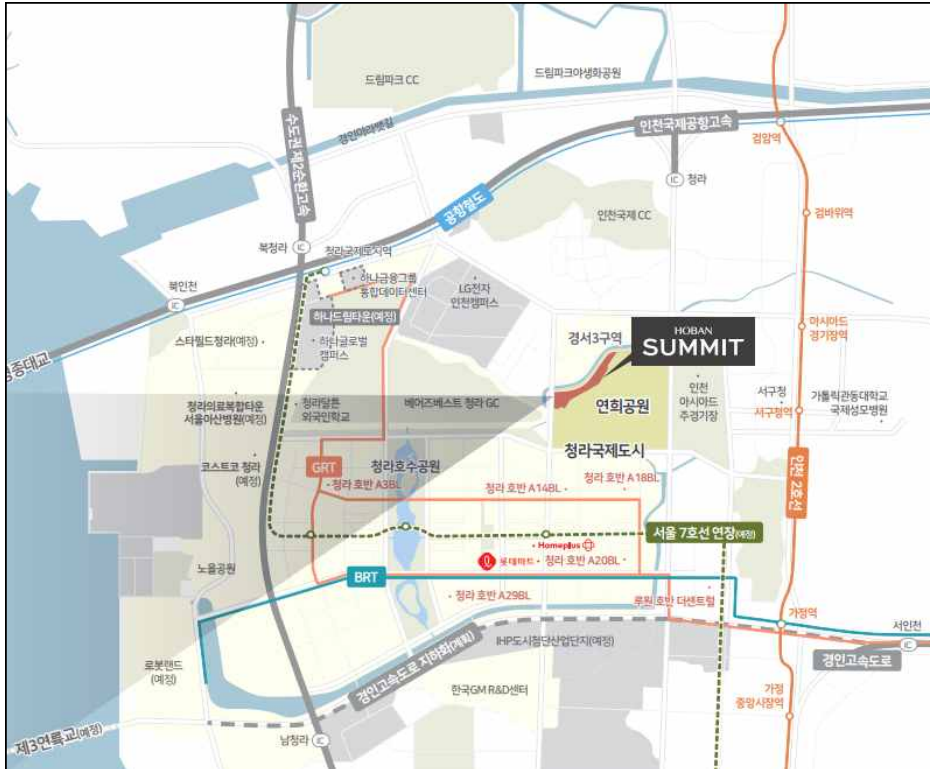 드림파크 CC
드림파크야생화공원
경인아라뱃길
수도권 제2순환고속
인천국제공항고속
검암역
IC 청라
공항철도
검바위역
인천국제 CC
북청라 IC
청라국제도시역
하나금융그룹
통합데이터센터
LG전자
인천캠퍼스
북인천
IC
하나드림타운(예정)
하나글로벌
캠퍼스
스타필드청라(예정)
경서3구역
HOBAN
SUMMIT
아시아드
경기장역
영종대교
청라의료복합타운
서울아산병원(예정)
청라달튼
외국인학교
베어즈베스트 청라 GC
연희공원
인천
아시아드
주경기장
서구청
서구청역
가톨릭관동대학교
국제성모병원
청라국제도시
코스트코 청라
(예정)
GRT
청라호수공원
청라 호반 A3BL
청라 호반 A14BL
청라 호반 A18BL
인천 2호선
서울 7호선 연장(예정)
Homeplus
롯데마트
청라 호반 A20BL
노을공원
BRT
청라 호반 A29BL
루원 호반 더센트럴
가정역
서인천
IC
경인고속도로
로봇랜드
(예정)
경인고속도로 지하화(계획)
IHP도시첨단산업단지(예정)
한국GM R&D센터
가정
중앙시장역
제3연륙교(예정)
남청라 IC